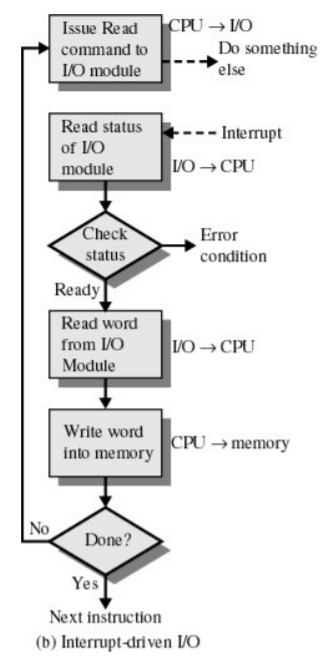 Issue Read
command to
I/O module
CPU → I/O
Do something
else
Read status
of I/O
module
Interrupt
I/O → CPU
Check
status
Error
condition
Ready
Read word
from I/O
Module
I/O → CPU
Write word
into memory
CPU → memory
No
Done?
Yes
Next instruction
(b) Interrupt-driven I/O